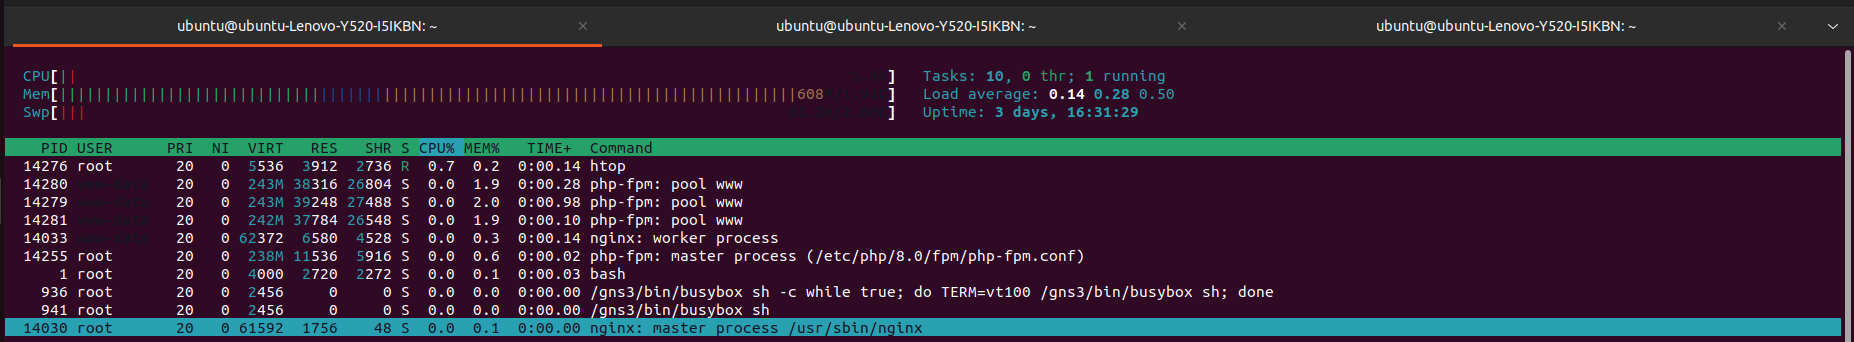 ubuntu@ubuntu-Lenovo-Y520-I5IKBN: ~ × ubuntu@ubuntu-Lenovo-Y520-I5IKBN: ~ × ubuntu@ubuntu-Lenovo-Y520-I5IKBN: ~ ×
CPU[|| ] Tasks: 10, 0 thr; 1 running
Mem[||||||||||||||||||||||||||||||||||||||||||||||||||||||||||||||||||||||||||||||||||608 ] Load average: 0.14 0.28 0.50
Swp[||| ] Uptime: 3 days, 16:31:29
PID USER PRI NI VIRT RES SHR S CPU% MEM% TIME+ Command
14276 root 20 0 5536 3912 2736 R 0.7 0.2 0:00.14 htop
14280 20 0 243M 38316 26804 S 0.0 1.9 0:00.28 php-fpm: pool www
14279 20 0 243M 39248 27488 S 0.0 2.0 0:00.98 php-fpm: pool www
14281 20 0 242M 37784 26548 S 0.0 1.9 0:00.10 php-fpm: pool www
14033 20 0 62372 6580 4528 S 0.0 0.3 0:00.14 nginx: worker process
14255 root 20 0 238M 11536 5916 S 0.0 0.6 0:00.02 php-fpm: master process (/etc/php/8.0/fpm/php-fpm.conf)
1 root 20 0 4000 2720 2272 S 0.0 0.1 0:00.03 bash
936 root 20 0 2456 0 0 S 0.0 0.0 0:00.00 /gns3/bin/busybox sh -c while true; do TERM=vt100 /gns3/bin/busybox sh; done
941 root 20 0 2456 0 0 S 0.0 0.0 0:00.00 /gns3/bin/busybox sh
14030 root 20 0 61592 1756 48 S 0.0 0.1 0:00.00 nginx: master process /usr/sbin/nginx